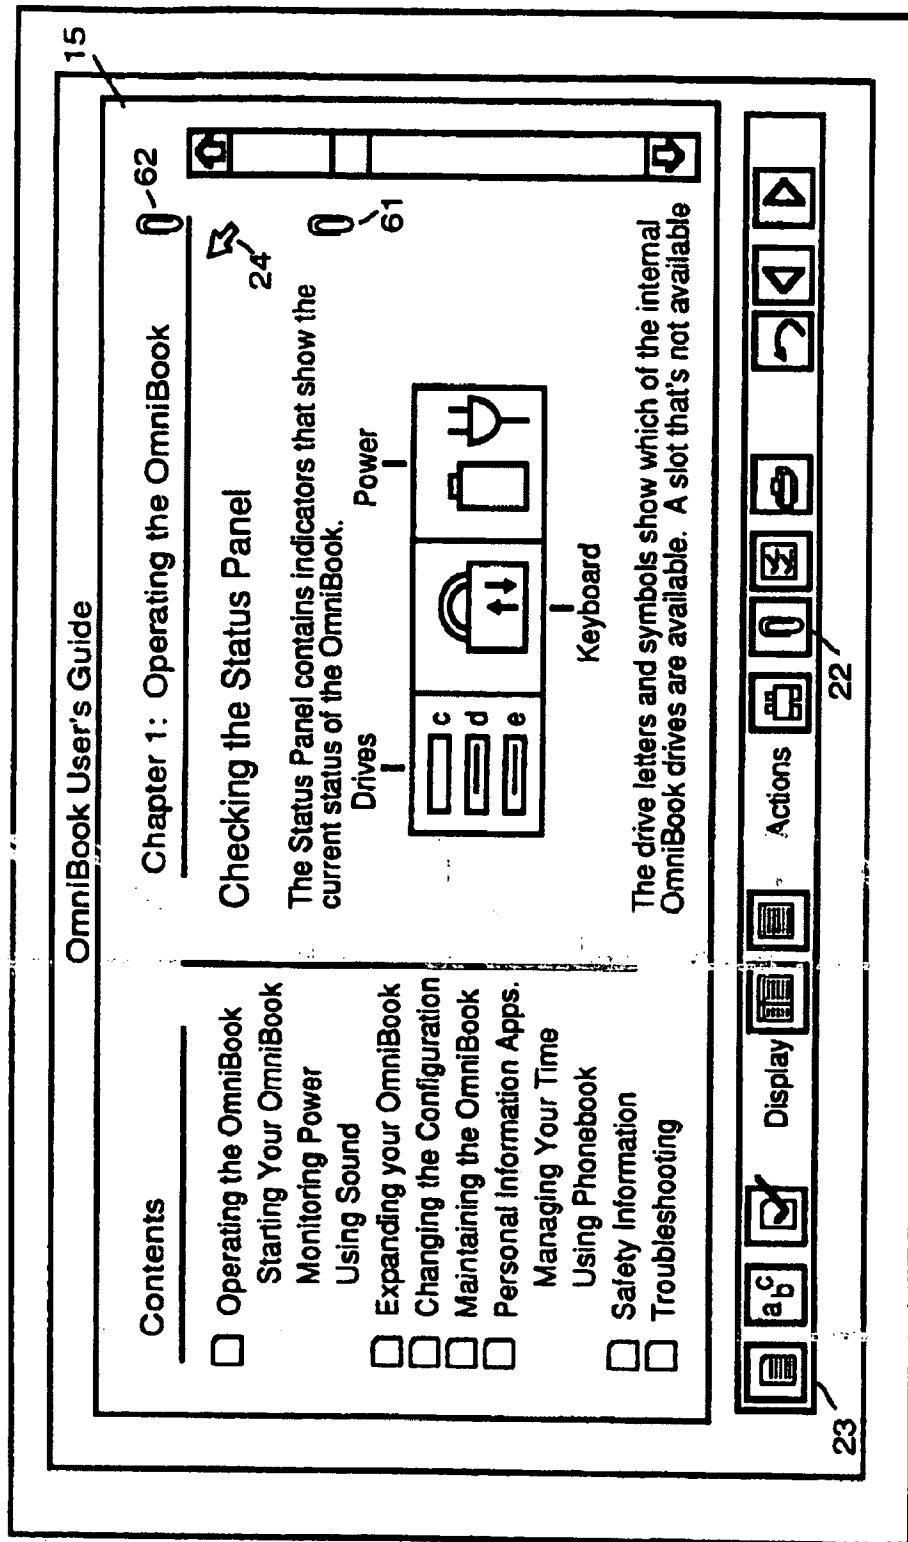 15
OmniBook User's Guide
Contents
Operating the OmniBook
Starting Your OmniBook
Monitoring Power
Using Sound
Expanding your OmniBook
Changing the Configuration
Maintaining the OmniBook
Personal Information Apps.
Managing Your Time
Using Phonebook
Safety Information
Troubleshooting
Chapter 1: Operating the OmniBook
62
Checking the Status Panel
24
The Status Panel contains indicators that show the
current status of the OmniBook.
61
Drives
Power
c
d
e
Keyboard
The drive letters and symbols show which of the internal
OmniBook drives are available. A slot that's not available
abc
Display
Actions
23
22